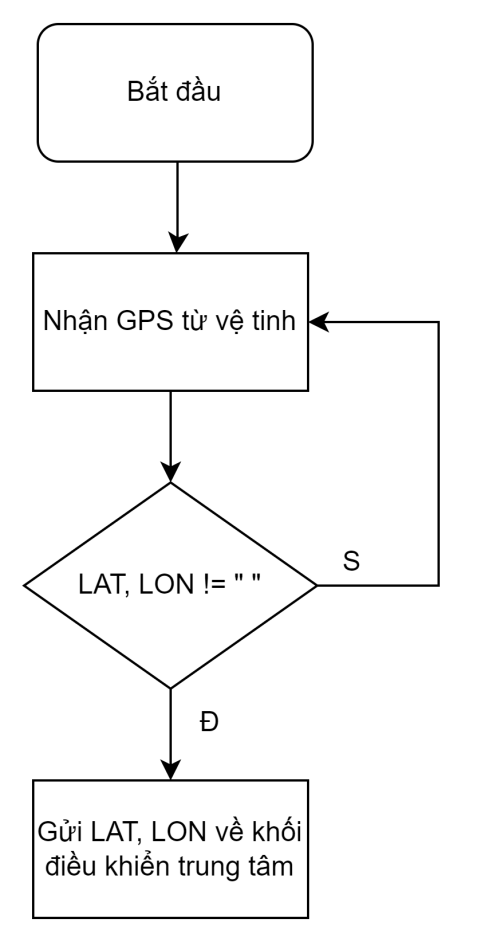 Bắt đầu
Nhận GPS từ vệ tinh
LAT, LON != " "
S
Đ
Gửi LAT, LON về khối
điều khiển trung tâm